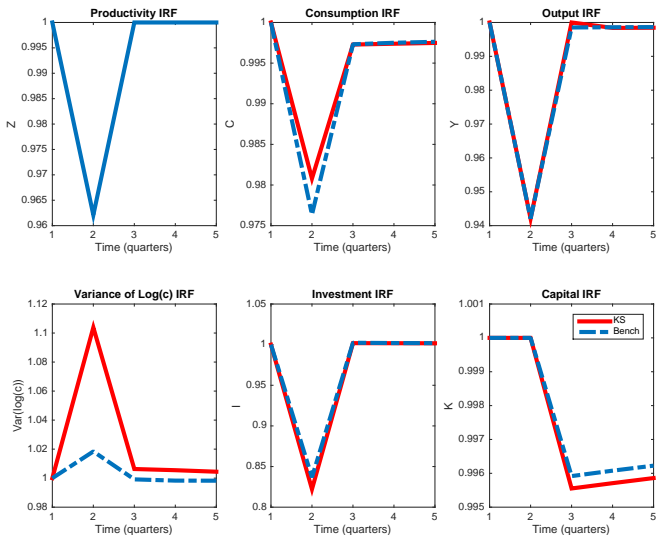 Productivity IRF
1
0.995
0.99
0.985
0.98
0.975
0.97
0.965
0.96
Z
1 2 3 4 5
Time (quarters)
Consumption IRF
1
0.995
0.99
0.985
0.98
0.975
C
1 2 3 4 5
Time (quarters)
Output IRF
1
0.99
0.98
0.97
0.96
0.95
0.94
Y
1 2 3 4 5
Time (quarters)
Variance of Log(c) IRF
1.12
1.1
1.08
1.06
1.04
1.02
1
0.98
Var(log(c))
1 2 3 4 5
Time (quarters)
Investment IRF
1.05
1
0.95
0.9
0.85
0.8
I
1 2 3 4 5
Time (quarters)
Capital IRF
1.001
1
0.999
0.998
0.997
0.996
0.995
K
KS
Bench
1 2 3 4 5
Time (quarters)